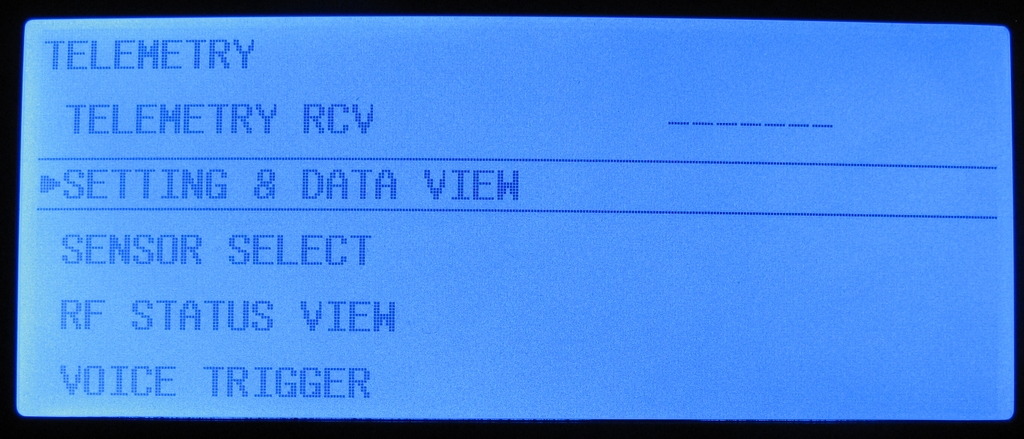 TELEMETRY
TELEMETRY RCV -------
SETTING & DATA VIEW
SENSOR SELECT
RF STATUS VIEW
VOICE TRIGGER